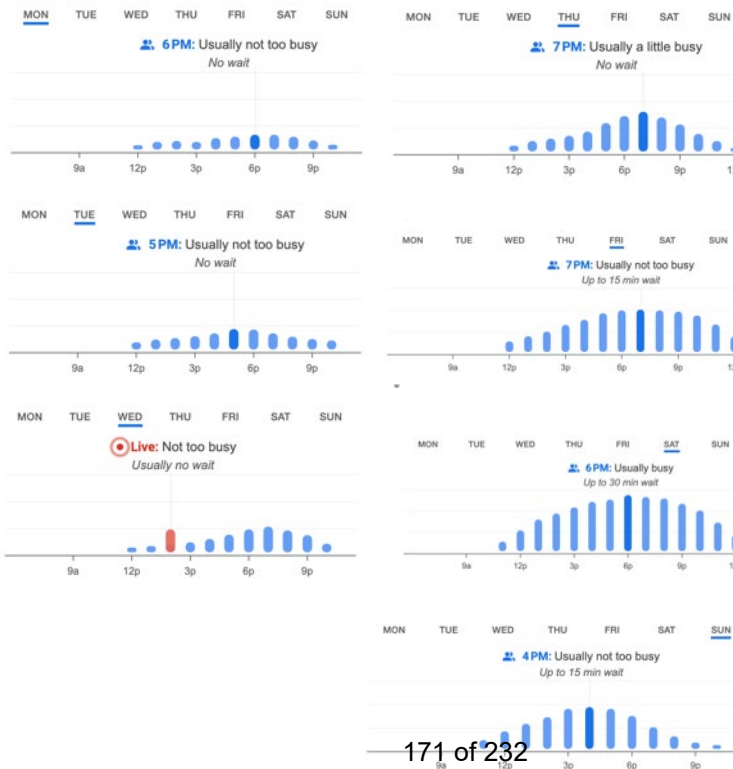 MON TUE WED THU FRI SAT SUN
6 PM: Usually not too busy
No wait
9a 12p 3p 6p 9p
MON TUE WED THU FRI SAT SUN
5 PM: Usually not too busy
No wait
9a 12p 3p 6p 9p
MON TUE WED THU FRI SAT SUN
Live: Not too busy
Usually no wait
9a 12p 3p 6p 9p
MON TUE WED THU FRI SAT SUN
7 PM: Usually a little busy
No wait
9a 12p 3p 6p 9p
MON TUE WED THU FRI SAT SUN
7 PM: Usually not too busy
Up to 15 min wait
9a 12p 3p 6p 9p
MON TUE WED THU FRI SAT SUN
6 PM: Usually busy
Up to 30 min wait
9a 12p 3p 6p 9p
MON TUE WED THU FRI SAT SUN
4 PM: Usually not too busy
Up to 15 min wait
171 of 232
9a 12p 3p 6p 9p